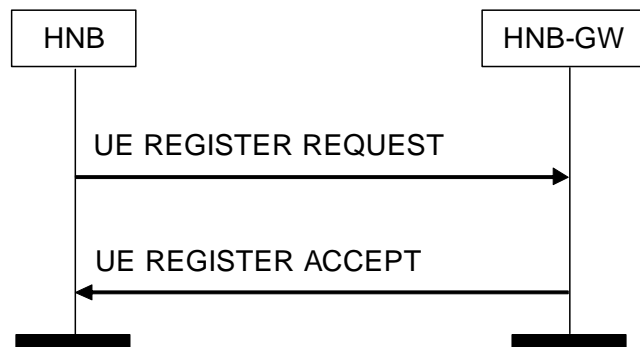 HNB
HNB-GW
UE REGISTER REQUEST
UE REGISTER ACCEPT